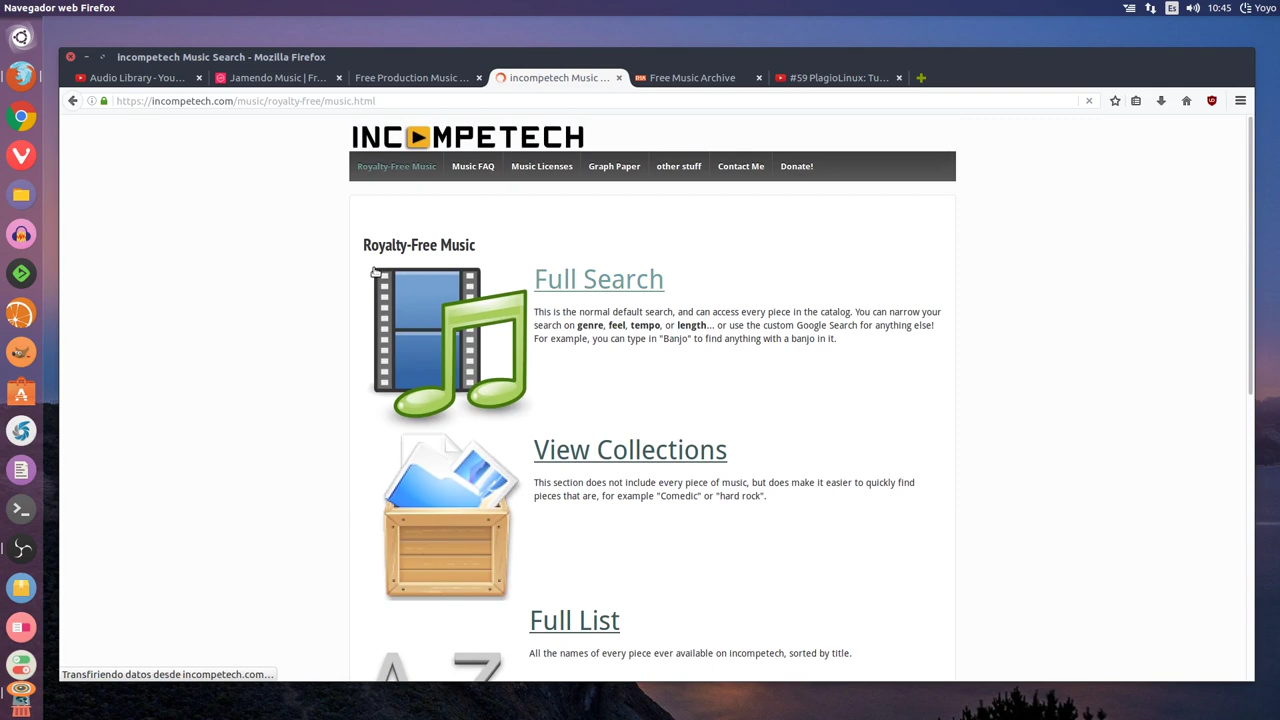 Navegador web Firefox
Es
10:45
Yoyo
incompetech Music Search - Mozilla Firefox
Audio Library - You...
Jamendo Music | Fr...
Free Production Music ...
incompetech Music ...
Free Music Archive
#59 PlagioLinux: Tu...
https://incompetech.com/music/royalty-free/music.html
INCOMPETECH
Royalty-Free Music
Music FAQ
Music Licenses
Graph Paper
other stuff
Contact Me
Donate!
Royalty-Free Music
Full Search
This is the normal default search, and can access every piece in the catalog. You can narrow your
search on genre, feel, tempo, or length... or use the custom Google Search for anything else!
For example, you can type in "Banjo" to find anything with a banjo in it.
View Collections
This section does not include every piece of music, but does make it easier to quickly find
pieces that are, for example "Comedic" or "hard rock".
Full List
All the names of every piece ever available on incompetech, sorted by title.
A Z
Transfiriendo datos desde incompetech.com...